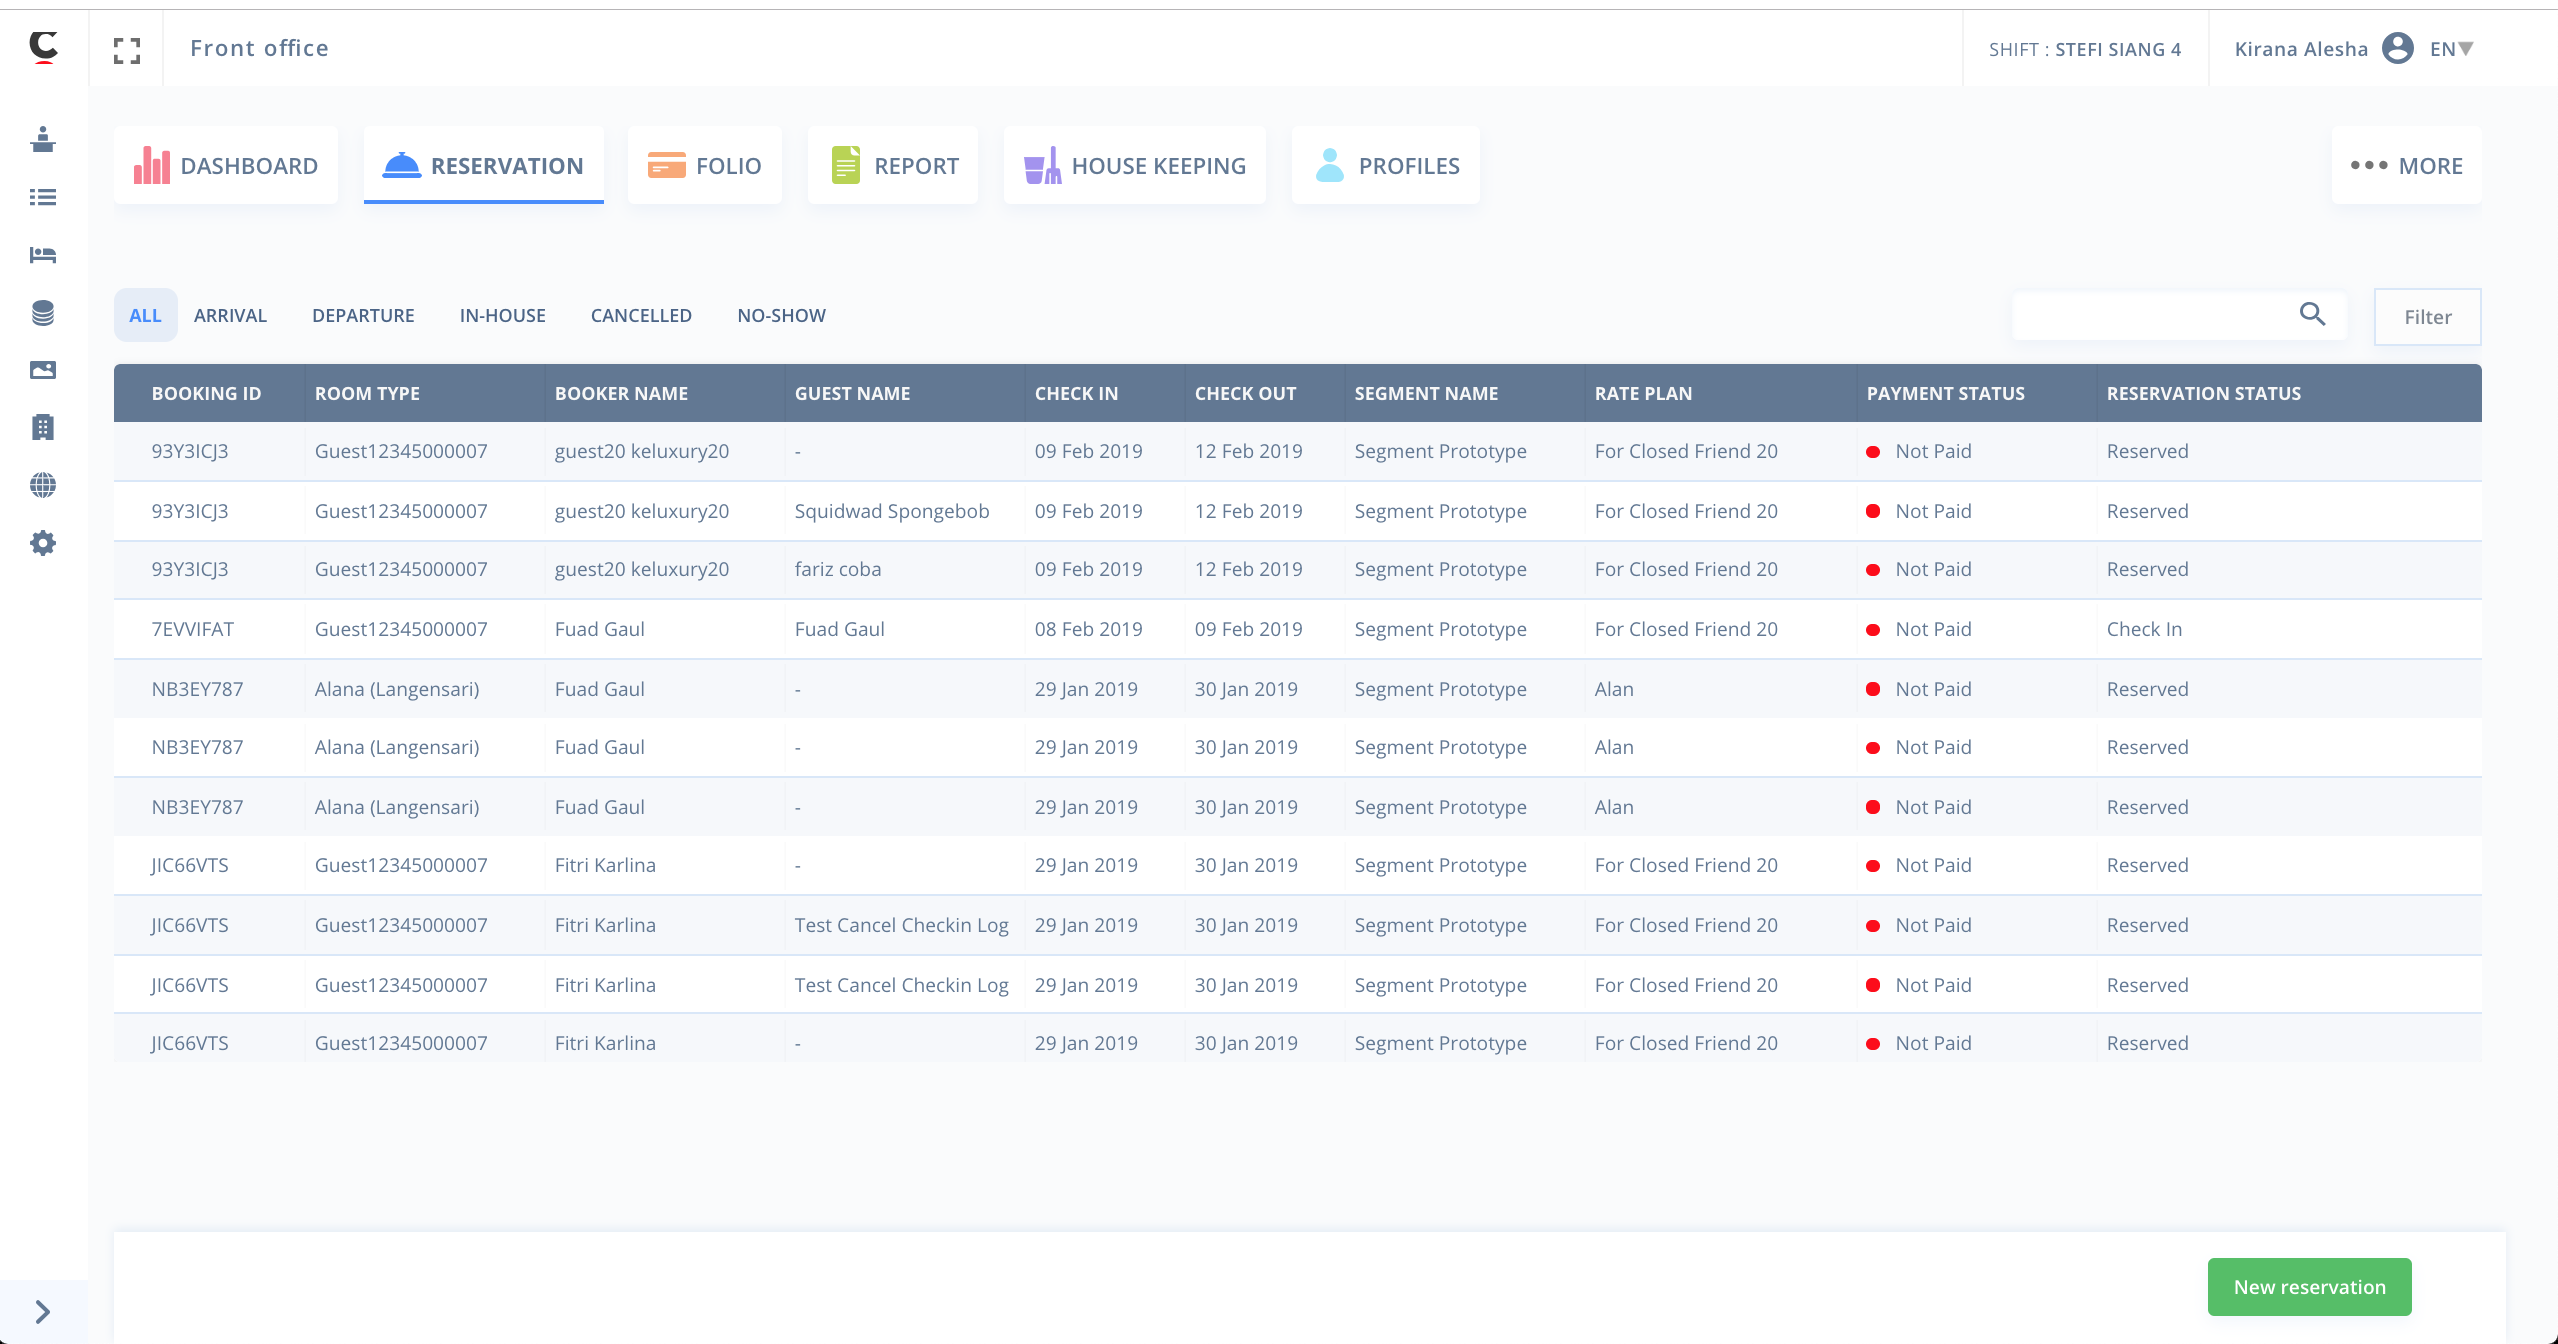 Front office
SHIFT : STEFI SIANG 4
Kirana Alesha
EN
DASHBOARD
RESERVATION
FOLIO
REPORT
HOUSE KEEPING
PROFILES
MORE
ALL
ARRIVAL
DEPARTURE
IN-HOUSE
CANCELLED
NO-SHOW
Filter
BOOKING ID ROOM TYPE BOOKER NAME GUEST NAME CHECK IN CHECK OUT SEGMENT NAME RATE PLAN PAYMENT STATUS RESERVATION STATUS
93Y3ICJ3 Guest12345000007 guest20 keluxury20 - 09 Feb 2019 12 Feb 2019 Segment Prototype For Closed Friend 20 Not Paid Reserved
93Y3ICJ3 Guest12345000007 guest20 keluxury20 Squidwad Spongebob 09 Feb 2019 12 Feb 2019 Segment Prototype For Closed Friend 20 Not Paid Reserved
93Y3ICJ3 Guest12345000007 guest20 keluxury20 fariz coba 09 Feb 2019 12 Feb 2019 Segment Prototype For Closed Friend 20 Not Paid Reserved
7EVVIFAT Guest12345000007 Fuad Gaul Fuad Gaul 08 Feb 2019 09 Feb 2019 Segment Prototype For Closed Friend 20 Not Paid Check In
NB3EY787 Alana (Langensari) Fuad Gaul - 29 Jan 2019 30 Jan 2019 Segment Prototype Alan Not Paid Reserved
NB3EY787 Alana (Langensari) Fuad Gaul - 29 Jan 2019 30 Jan 2019 Segment Prototype Alan Not Paid Reserved
NB3EY787 Alana (Langensari) Fuad Gaul - 29 Jan 2019 30 Jan 2019 Segment Prototype Alan Not Paid Reserved
JIC66VTS Guest12345000007 Fitri Karlina - 29 Jan 2019 30 Jan 2019 Segment Prototype For Closed Friend 20 Not Paid Reserved
JIC66VTS Guest12345000007 Fitri Karlina Test Cancel Checkin Log 29 Jan 2019 30 Jan 2019 Segment Prototype For Closed Friend 20 Not Paid Reserved
JIC66VTS Guest12345000007 Fitri Karlina Test Cancel Checkin Log 29 Jan 2019 30 Jan 2019 Segment Prototype For Closed Friend 20 Not Paid Reserved
JIC66VTS Guest12345000007 Fitri Karlina - 29 Jan 2019 30 Jan 2019 Segment Prototype For Closed Friend 20 Not Paid Reserved
New reservation